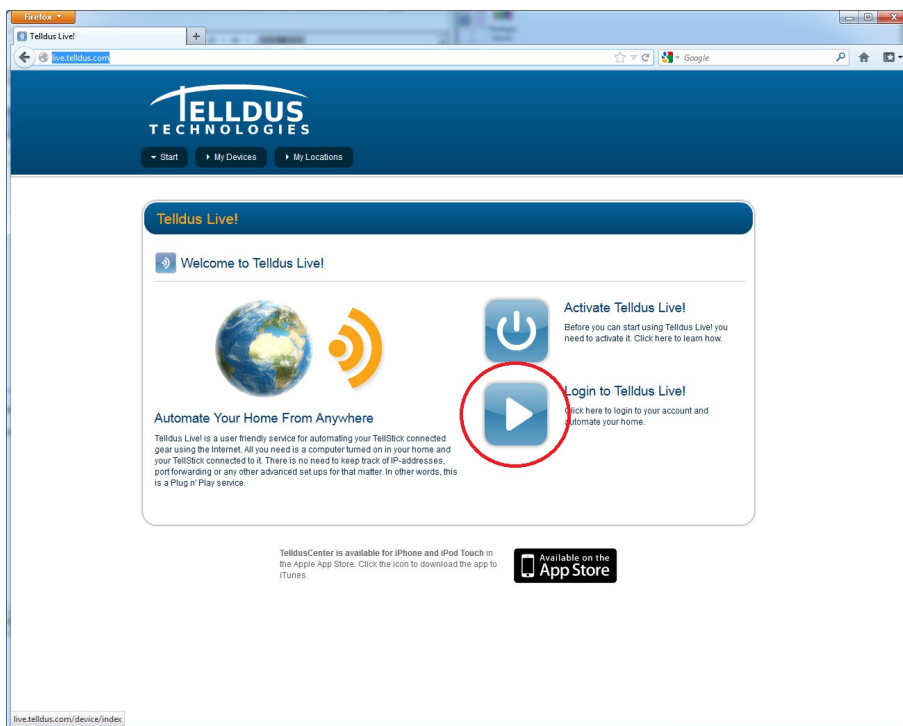 Firefox
Telldus Live!
live.telldus.com
Google
TELLDUS
TECHNOLOGIES
Start
My Devices
My Locations
Telldus Live!
Welcome to Telldus Live!
Activate Telldus Live!
Before you can start using Telldus Live! you
need to activate it. Click here to learn how.
Login to Telldus Live!
Click here to login to your account and
automate your home.
Automate Your Home From Anywhere
Telldus Live! is a user friendly service for automating your TellStick connected
gear using the Internet. All you need is a computer turned on in your home and
your TellStick connected to it. There is no need to keep track of IP-addresses,
port forwarding or any other advanced set ups for that matter. In other words, this
is a Plug n' Play service.
TelldusCenter is available for iPhone and iPod Touch in
the Apple App Store. Click the icon to download the app to
iTunes.
Available on the
App Store
live.telldus.com/device/index